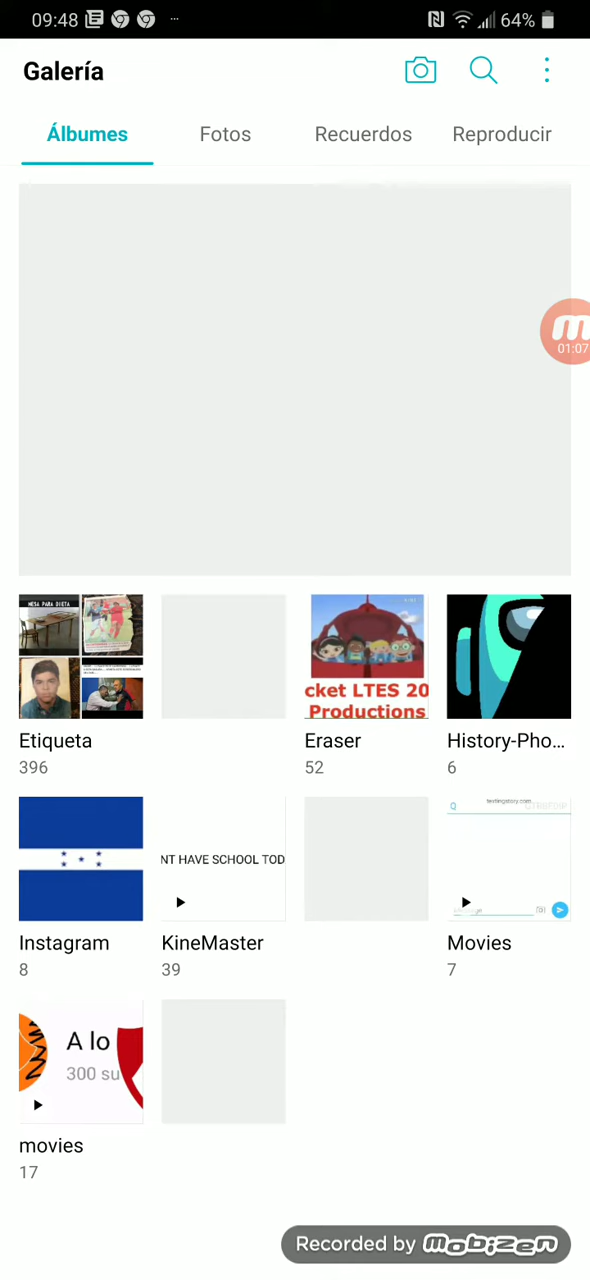 09:48
64%
Galería
01:07
Álbumes Fotos Recuerdos Reproducir
MESA PARA DIETA
cket LTES 20
Productions
Etiqueta Eraser History-Pho...
396 52 6
NT HAVE SCHOOL TOD
textingstory.com
Instagram KineMaster Movies
8 39 7
A lo
300 su
movies
17
Recorded by mobizen